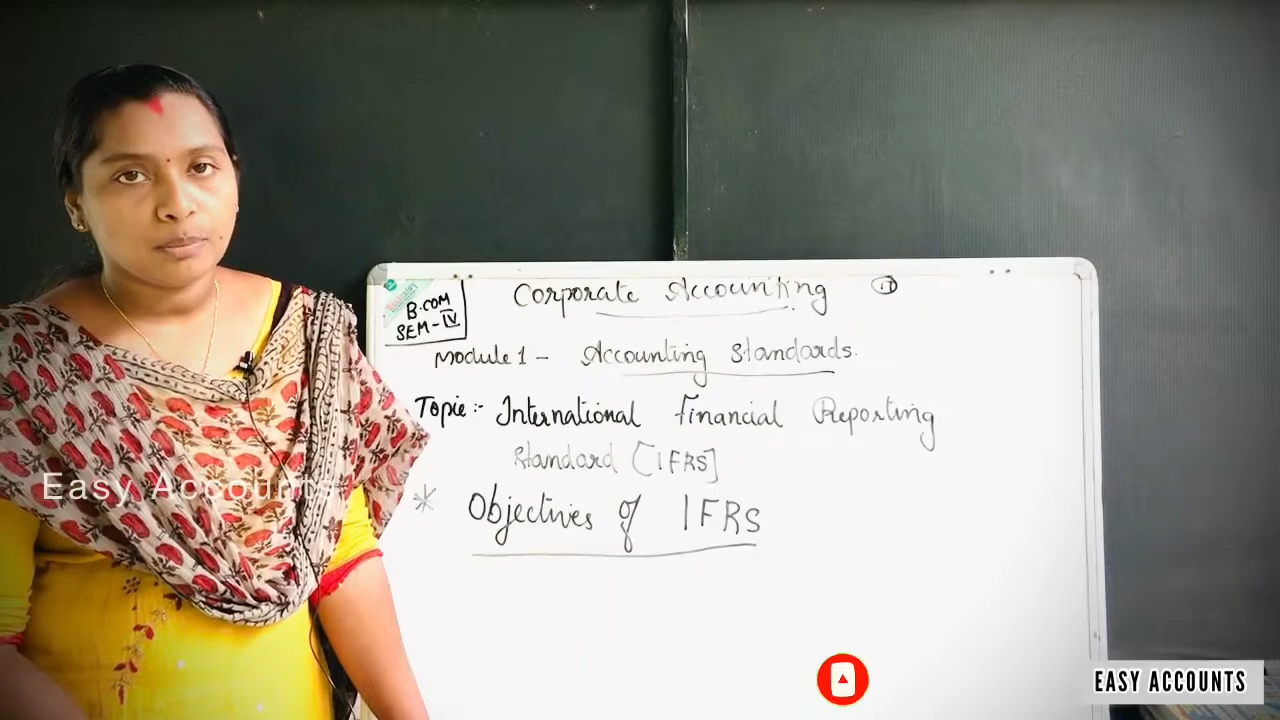 B.COM
SEM-IV
Corporate Accounting
Module 1 - Accounting Standards.
Topic:- International Financial Reporting
Standard [IFRS]
* Objectives of IFRS
Easy Accounts
EASY ACCOUNTS